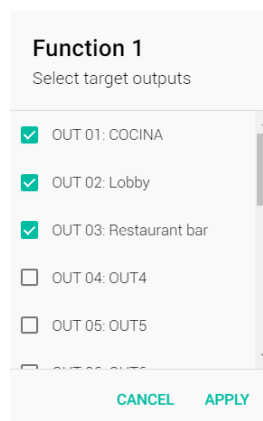 Function 1
Select target outputs
OUT 01: COCINA
OUT 02: Lobby
OUT 03: Restaurant bar
OUT 04: OUT4
OUT 05: OUT5
CANCEL APPLY